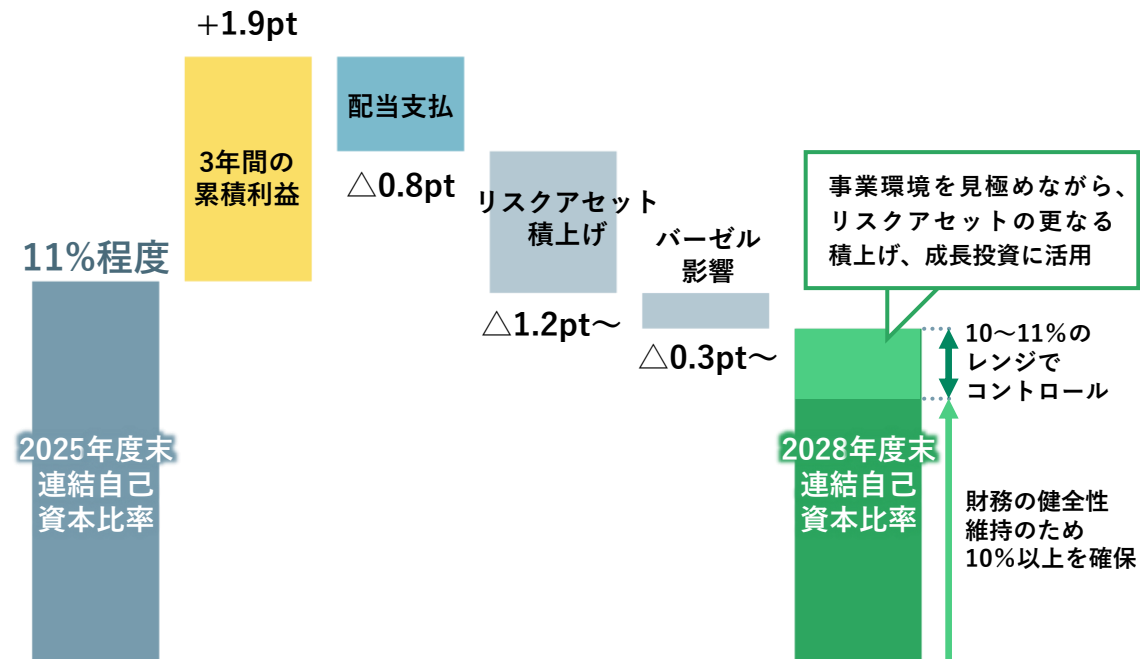 +1.9pt
3年間の
累積利益
配当支払
△0.8pt
リスクアセット
積上げ
△1.2pt～
バーゼル
影響
△0.3pt～
11%程度
2025年度末
連結自己
資本比率
事業環境を見極めながら、
リスクアセットの更なる
積上げ、成長投資に活用
10～11%の
レンジで
コントロール
2028年度末
連結自己
資本比率
財務の健全性
維持のため
10%以上を確保